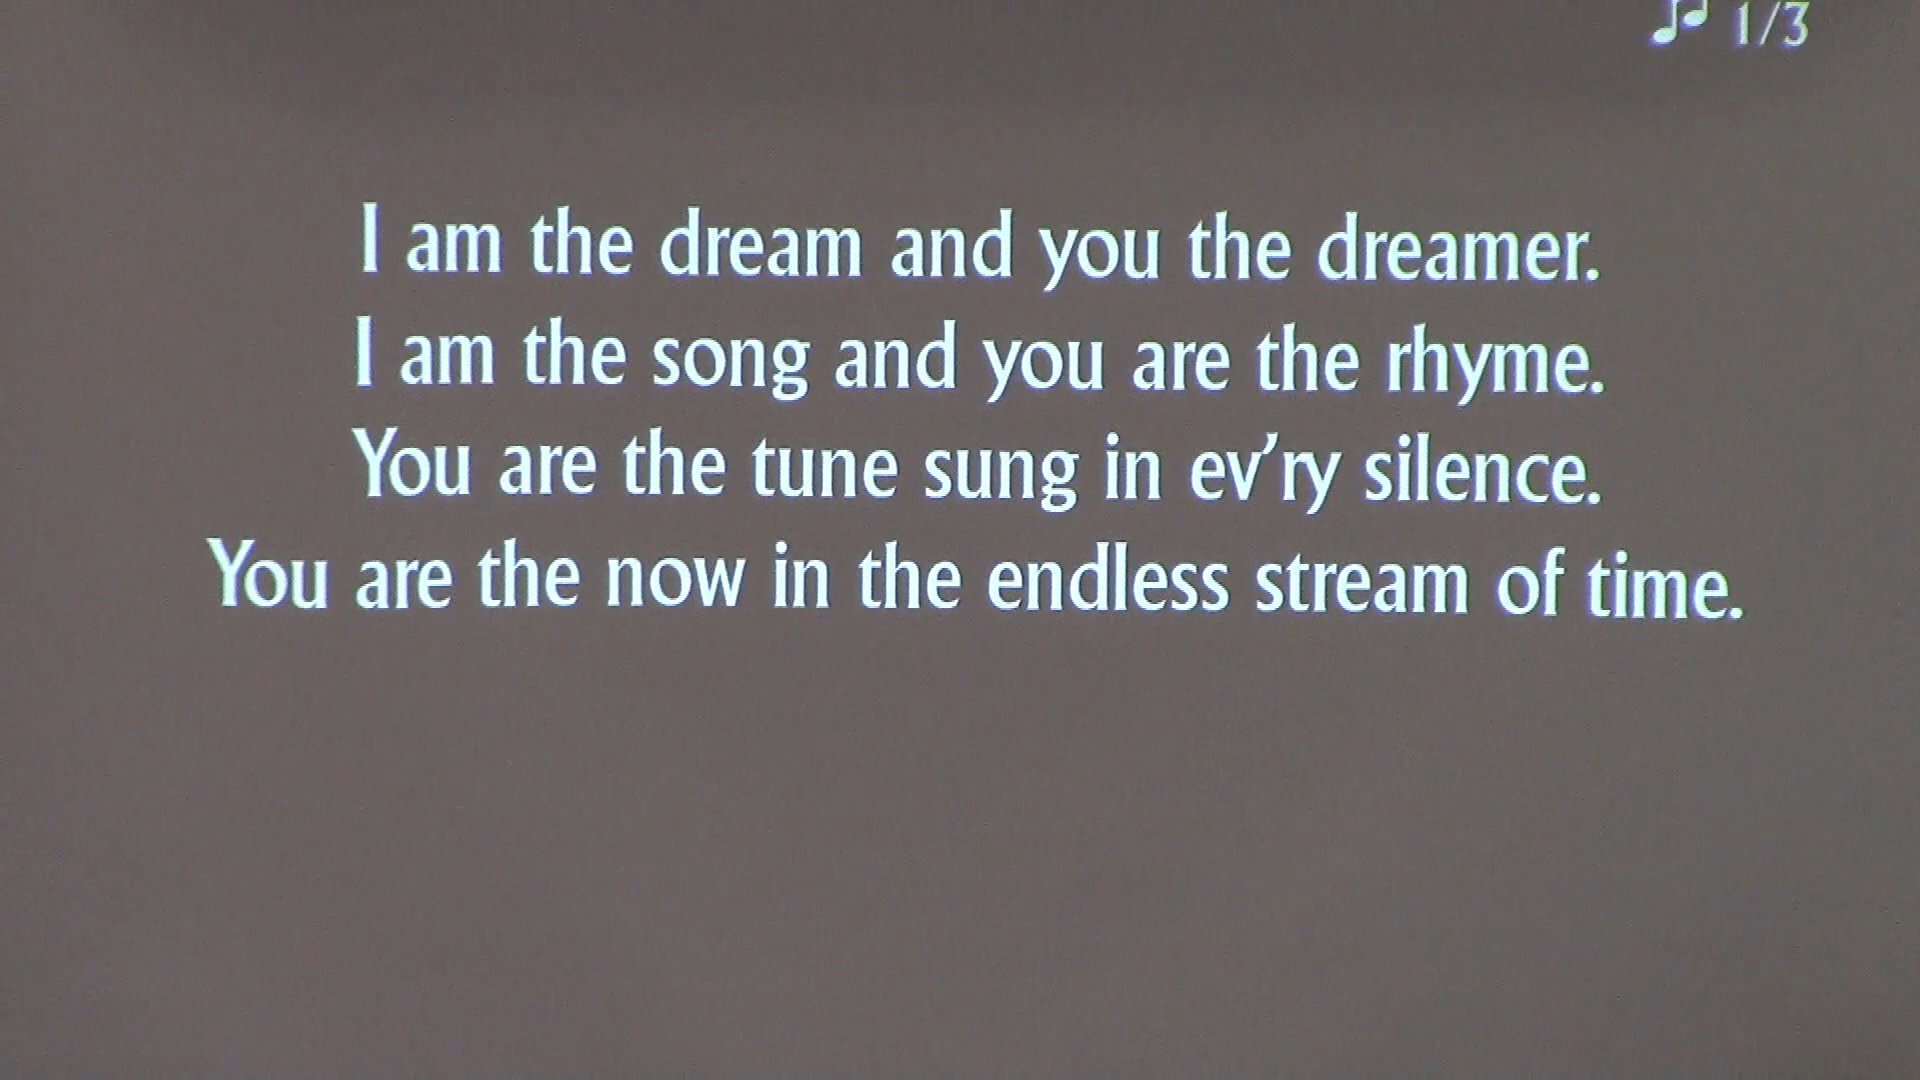 ♫ 1/3
I am the dream and you the dreamer.
I am the song and you are the rhyme.
You are the tune sung in ev’ry silence.
You are the now in the endless stream of time.